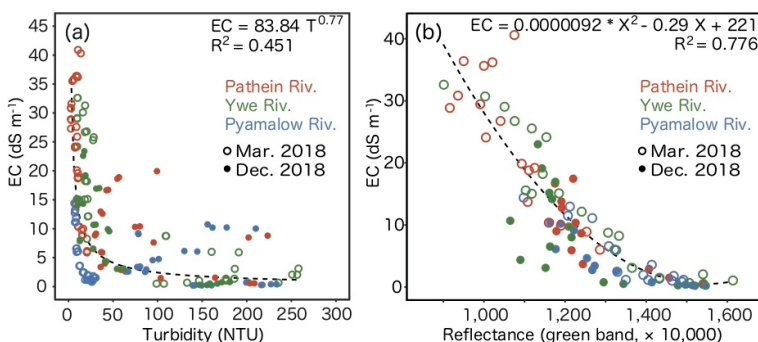 (a)
EC = 83.84 T^0.77
R² = 0.451
Pathein Riv.
Ywe Riv.
Pyamalow Riv.
Mar. 2018
Dec. 2018
EC (dS m⁻¹)
45
40
35
30
25
20
15
10
5
0
0 50 100 150 200 250 300
Turbidity (NTU)
(b)
EC = 0.0000092 * X² - 0.29 X + 221
R² = 0.776
Pathein Riv.
Ywe Riv.
Pyamalow Riv.
Mar. 2018
Dec. 2018
EC (dS m⁻¹)
40
30
20
10
0
1,000 1,200 1,400 1,600
Reflectance (green band, × 10,000)